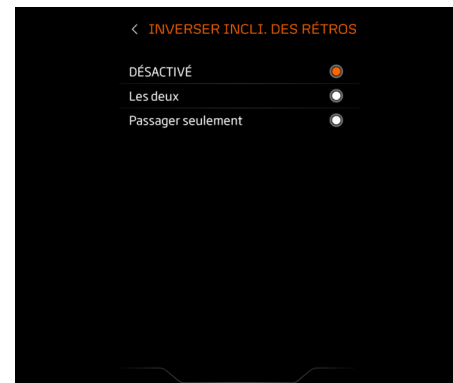 INVERSER INCLI. DES RÉTROS
DÉSACTIVÉ
Les deux
Passager seulement